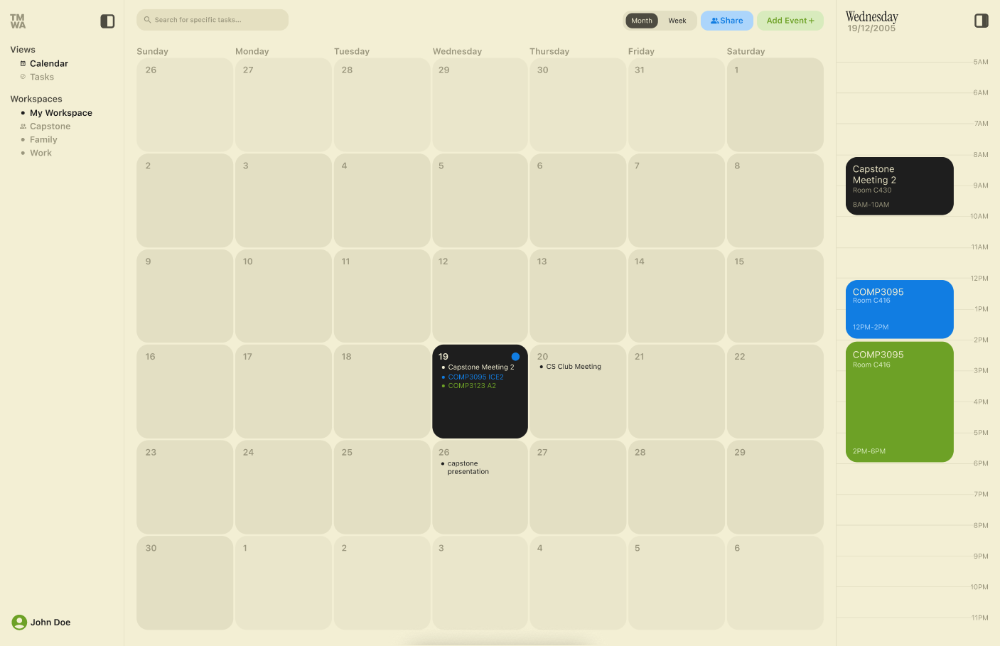 TM
WA
Views
Calendar
Tasks
Workspaces
My Workspace
Capstone
Family
Work
John Doe
Search for specific tasks...
Month
Week
Share
Add Event+
Sunday
Monday
Tuesday
Wednesday
Thursday
Friday
Saturday
26
27
28
29
30
31
1
2
3
4
5
6
7
8
9
10
11
12
13
14
15
16
17
18
19
Capstone Meeting 2
COMP3095 ICE2
COMP3123 A2
20
CS Club Meeting
21
22
23
24
25
26
capstone
presentation
27
28
29
30
1
2
3
4
5
6
Wednesday
19/12/2005
5AM
6AM
7AM
8AM
Capstone
Meeting 2
9AM
Room C430
8AM-10AM
10AM
11AM
12PM
COMP3095
Room C416
1PM
12PM-2PM
2PM
COMP3095
Room C416
3PM
4PM
5PM
2PM-6PM
6PM
7PM
8PM
9PM
10PM
11PM